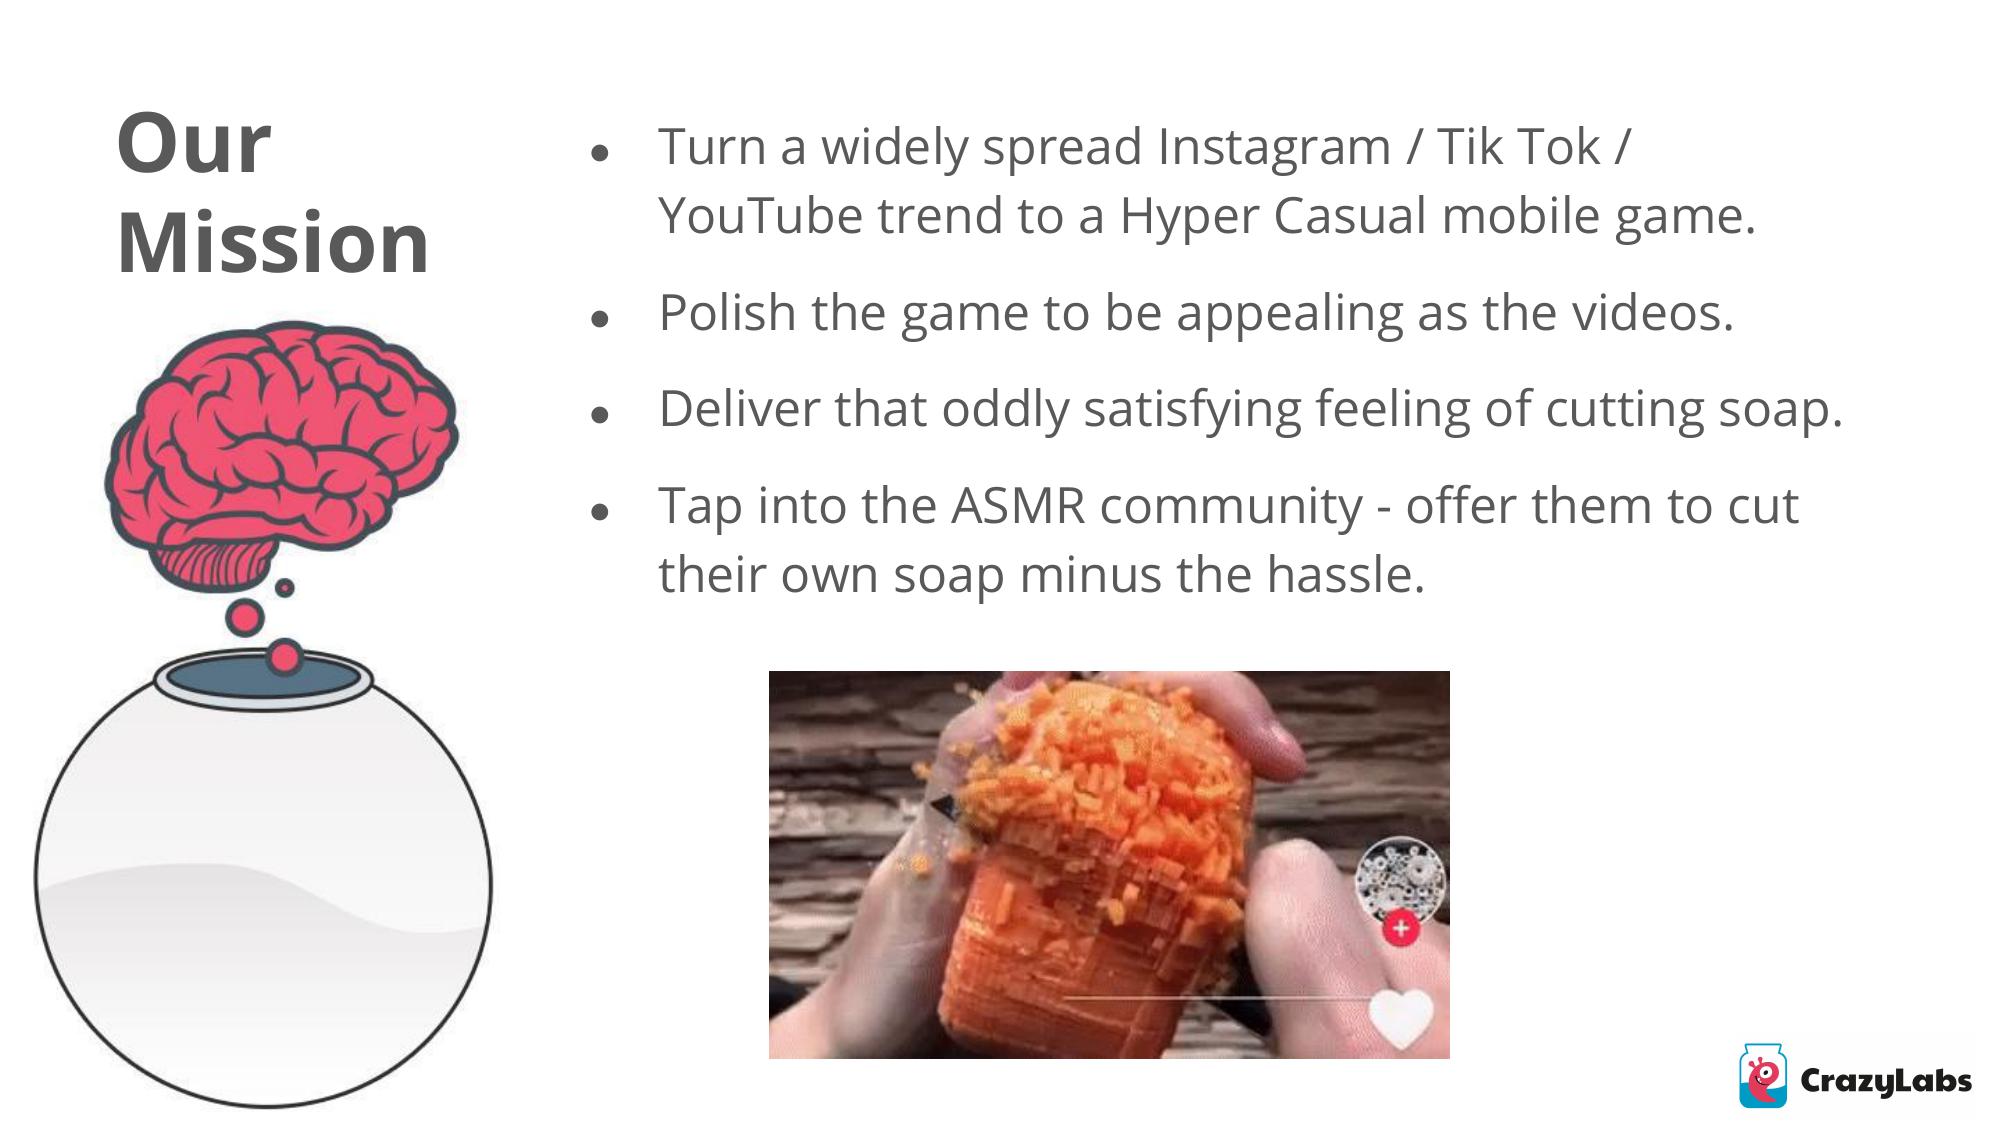 Our
Mission
● Turn a widely spread Instagram / Tik Tok /
YouTube trend to a Hyper Casual mobile game.
● Polish the game to be appealing as the videos.
● Deliver that oddly satisfying feeling of cutting soap.
● Tap into the ASMR community - offer them to cut
their own soap minus the hassle.
CrazyLabs